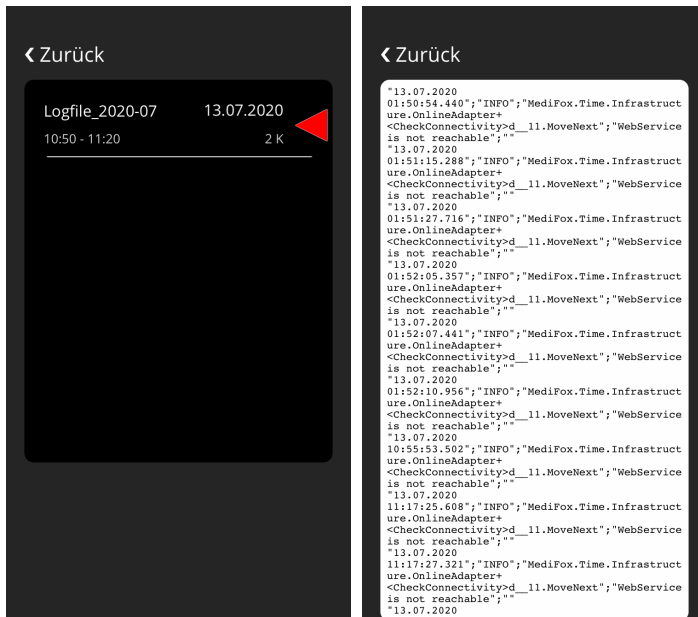 ❮ Zurück
Logfile_2020-07 13.07.2020
10:50 - 11:20 2 K
❮ Zurück
"13.07.2020
01:50:54.440";"INFO";"MediFox.Time.Infrastruct
ure.OnlineAdapter+
<CheckConnectivity>d__11.MoveNext";"WebService
is not reachable";""
"13.07.2020
01:51:15.288";"INFO";"MediFox.Time.Infrastruct
ure.OnlineAdapter+
<CheckConnectivity>d__11.MoveNext";"WebService
is not reachable";""
"13.07.2020
01:51:27.716";"INFO";"MediFox.Time.Infrastruct
ure.OnlineAdapter+
<CheckConnectivity>d__11.MoveNext";"WebService
is not reachable";""
"13.07.2020
01:52:05.357";"INFO";"MediFox.Time.Infrastruct
ure.OnlineAdapter+
<CheckConnectivity>d__11.MoveNext";"WebService
is not reachable";""
"13.07.2020
01:52:07.441";"INFO";"MediFox.Time.Infrastruct
ure.OnlineAdapter+
<CheckConnectivity>d__11.MoveNext";"WebService
is not reachable";""
"13.07.2020
01:52:10.956";"INFO";"MediFox.Time.Infrastruct
ure.OnlineAdapter+
<CheckConnectivity>d__11.MoveNext";"WebService
is not reachable";""
"13.07.2020
10:55:53.502";"INFO";"MediFox.Time.Infrastruct
ure.OnlineAdapter+
<CheckConnectivity>d__11.MoveNext";"WebService
is not reachable";""
"13.07.2020
11:17:25.608";"INFO";"MediFox.Time.Infrastruct
ure.OnlineAdapter+
<CheckConnectivity>d__11.MoveNext";"WebService
is not reachable";""
"13.07.2020
11:17:27.321";"INFO";"MediFox.Time.Infrastruct
ure.OnlineAdapter+
<CheckConnectivity>d__11.MoveNext";"WebService
is not reachable";""
"13.07.2020